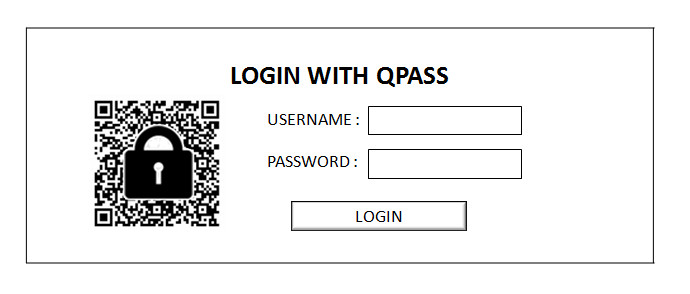 LOGIN WITH QPASS
USERNAME :
PASSWORD :
LOGIN